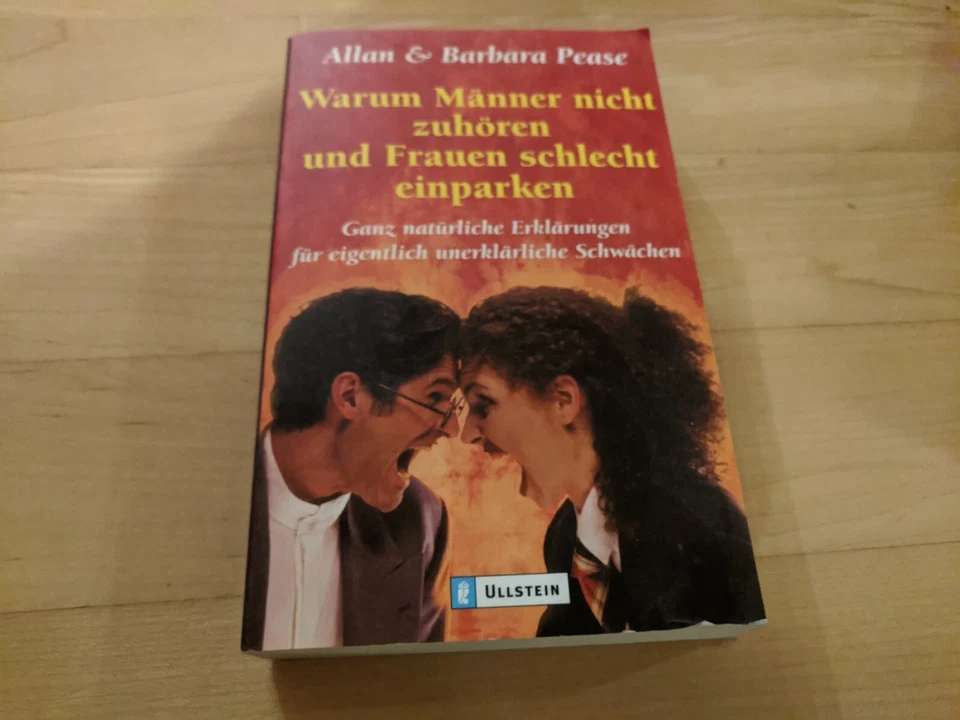 Allan & Barbara Pease
Warum Männer nicht
zuhören
und Frauen schlecht
einparken
Ganz natürliche Erklärungen
für eigentlich unerklärliche Schwächen
ULLSTEIN